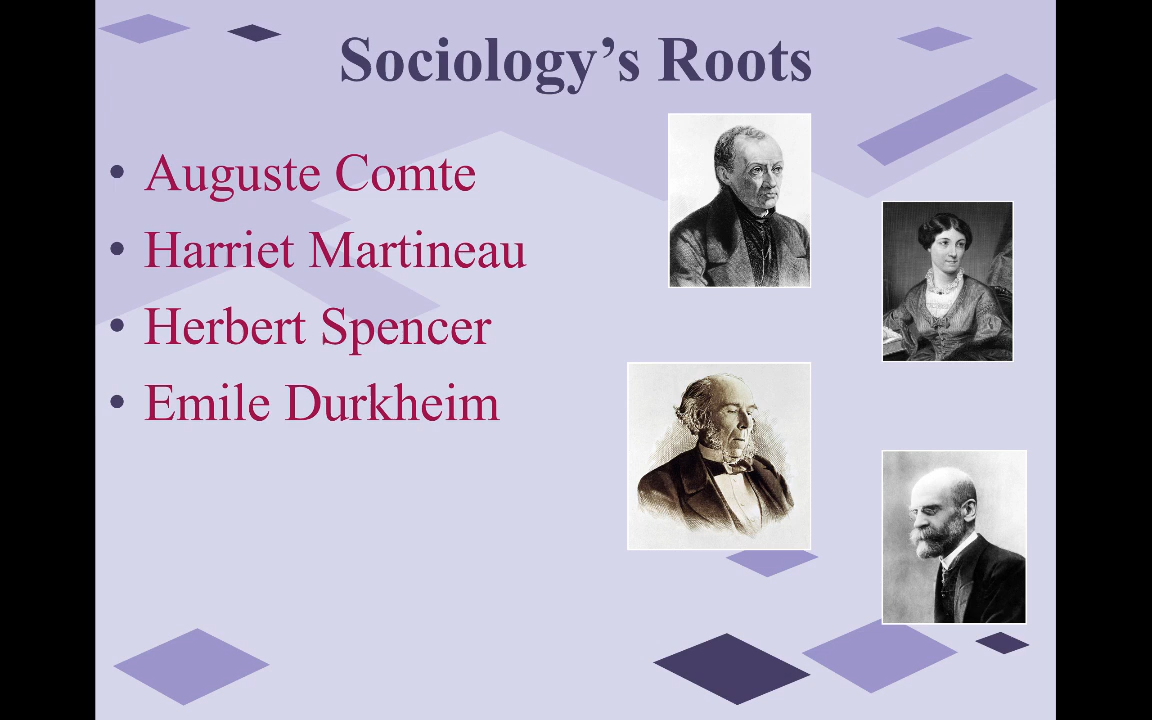 Sociology’s Roots
• Auguste Comte
• Harriet Martineau
• Herbert Spencer
• Emile Durkheim